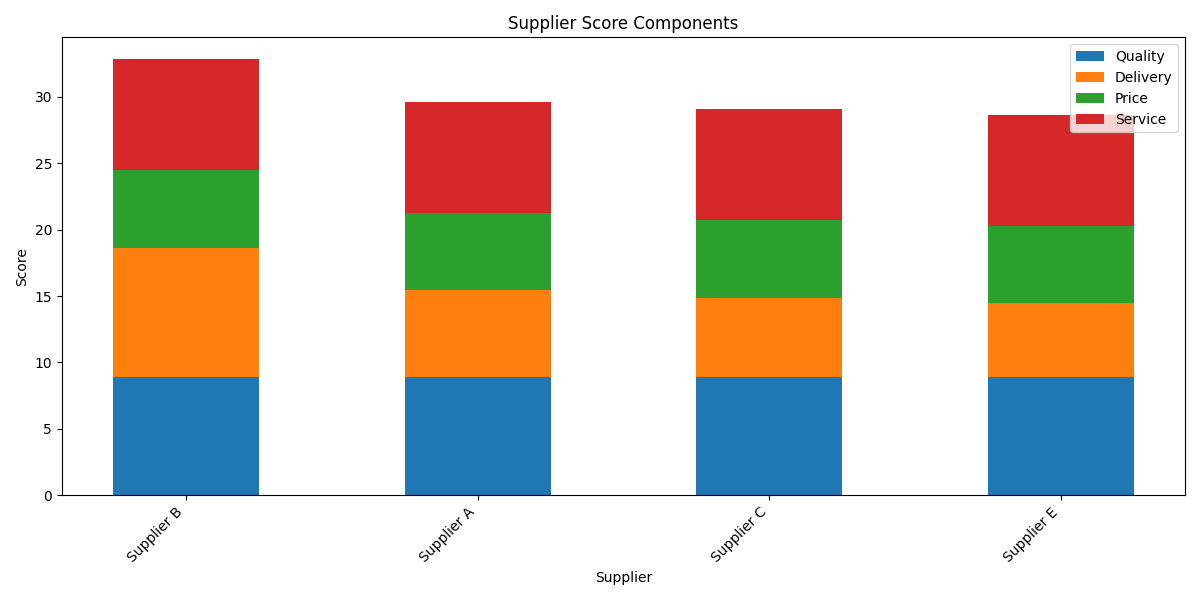 Supplier Score Components
Quality
Delivery
Price
Service
Score
30
25
20
15
10
5
0
Supplier B
Supplier A
Supplier C
Supplier E
Supplier